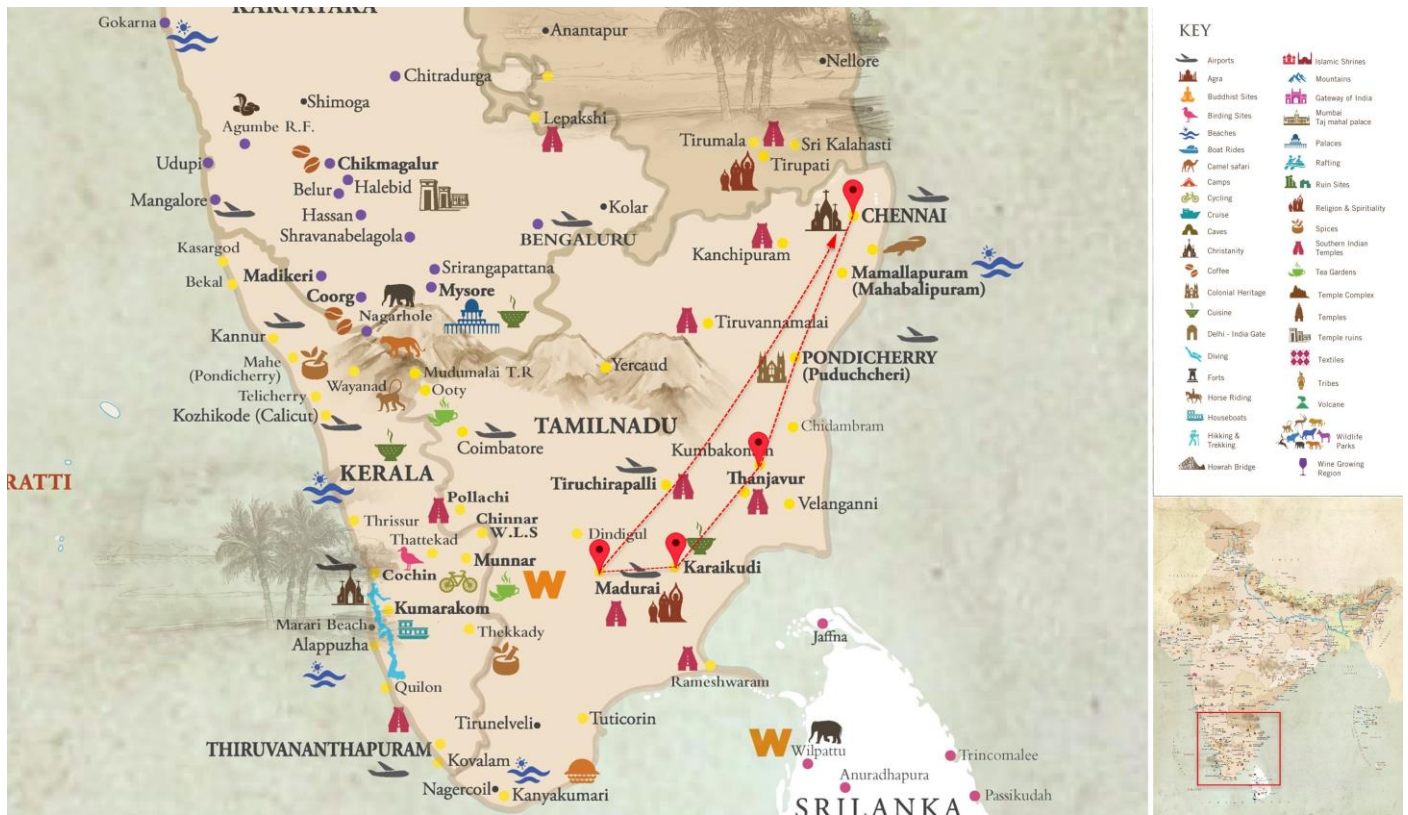 KARNATAKA
Gokarna
Anantapur
Nellore
Chitradurga
Shimoga
Lepakshi
Agumbe R.F.
Tirumala
Sri Kalahasti
Tirupati
Udupi
Chikmagalur
Halebid
Belur
Mangalore
Hassan
Kolar
CHENNAI
Shravanabelagola
BENGALURU
Kanchipuram
Kasargod
Srirangapattana
Madikeri
Bekal
Mysore
Mamallapuram
(Mahabalipuram)
Coorg
Nagarhole
Tiruvannamalai
Kannur
Mahe
(Pondicherry)
Yercaud
PONDICHERRY
(Puduchcheri)
Wayanad
Mudumalai T.R
Ooty
Telicherry
Kozhikode (Calicut)
TAMILNADU
Chidambram
Coimbatore
KERALA
Thanjavur
RATTI
Tiruchirapalli
Pollachi
Velanganni
Thrissur
Chinnar
W.L.S
Dindigul
Thattekad
Munnar
Karaikudi
Cochin
Madurai
W
Kumarakom
Marari Beach
Thekkady
Jaffna
Alappuzha
Rameshwaram
Quilon
Tirunelveli
Tuticorin
THIRUVANANTHAPURAM
W
Wilpattu
Trincomalee
Kovalam
Anuradhapura
Nagercoil
Kanyakumari
Passikudah
SRILANKA
KEY
Airports
Agra
Buddhist Sites
Birding Sites
Beaches
Boat Rides
Camel safari
Camps
Cycling
Cruise
Caves
Christanity
Coffee
Colonial Heritage
Cuisine
Delhi - India Gate
Diving
Forts
Horse Riding
Houseboats
Hikking &
Trekking
Howrah Bridge
Islamic Shrines
Mountains
Gateway of India
Mumbai
Taj mahal palace
Palaces
Rafting
Ruin Sites
Religion & Spirituality
Spices
Southern Indian
Temples
Tea Gardens
Temple Complex
Temples
Temple ruins
Textiles
Tribes
Volcane
Wildlife
Parks
Wine Growing
Region